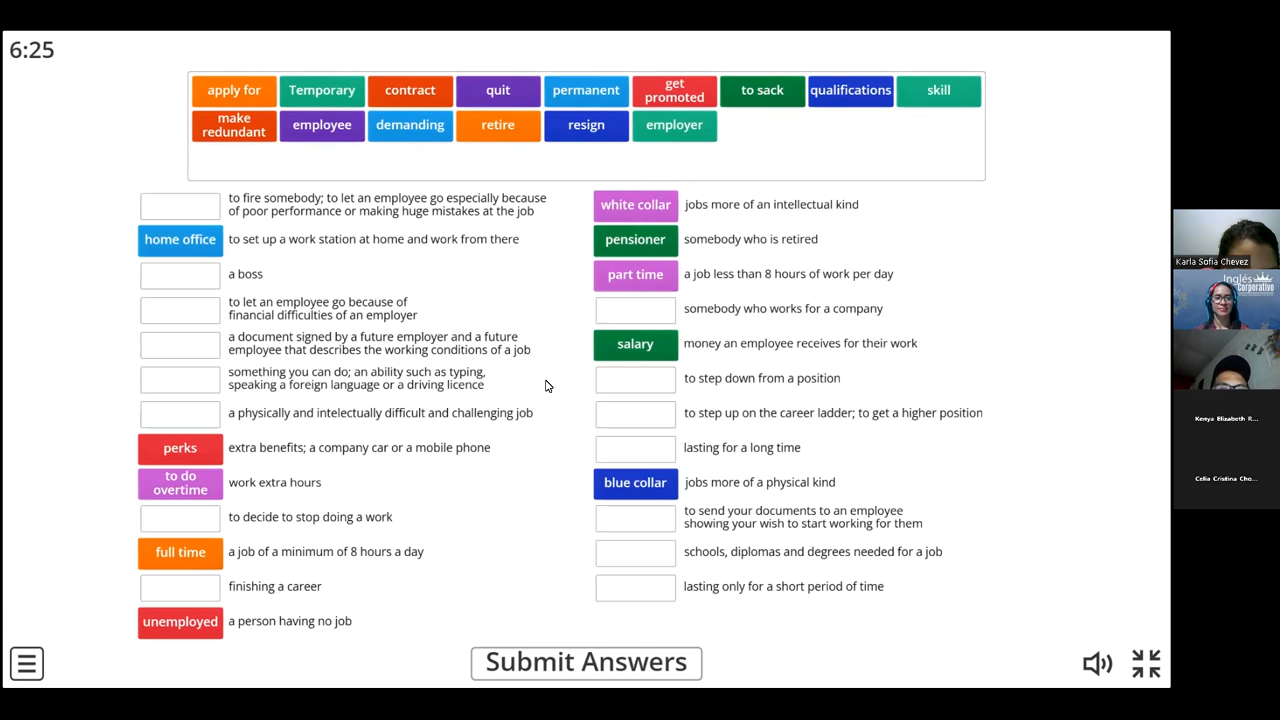 6:25
apply for
Temporary
contract
quit
permanent
get
promoted
to sack
qualifications
skill
make
redundant
employee
demanding
retire
resign
employer
to fire somebody; to let an employee go especially because
of poor performance or making huge mistakes at the job
home office
to set up a work station at home and work from there
a boss
to let an employee go because of
financial difficulties of an employer
a document signed by a future employer and a future
employee that describes the working conditions of a job
something you can do; an ability such as typing,
speaking a foreign language or a driving licence
a physically and intelectually difficult and challenging job
perks
extra benefits; a company car or a mobile phone
to do
overtime
work extra hours
to decide to stop doing a work
full time
a job of a minimum of 8 hours a day
finishing a career
unemployed
a person having no job
white collar
jobs more of an intellectual kind
pensioner
somebody who is retired
part time
a job less than 8 hours of work per day
somebody who works for a company
salary
money an employee receives for their work
to step down from a position
to step up on the career ladder; to get a higher position
lasting for a long time
blue collar
jobs more of a physical kind
to send your documents to an employee
showing your wish to start working for them
schools, diplomas and degrees needed for a job
lasting only for a short period of time
Submit Answers
Karla Sofia Chevez
Inglés
Corporativo
Kenya Elizabeth R...
Celia Cristina Cho...